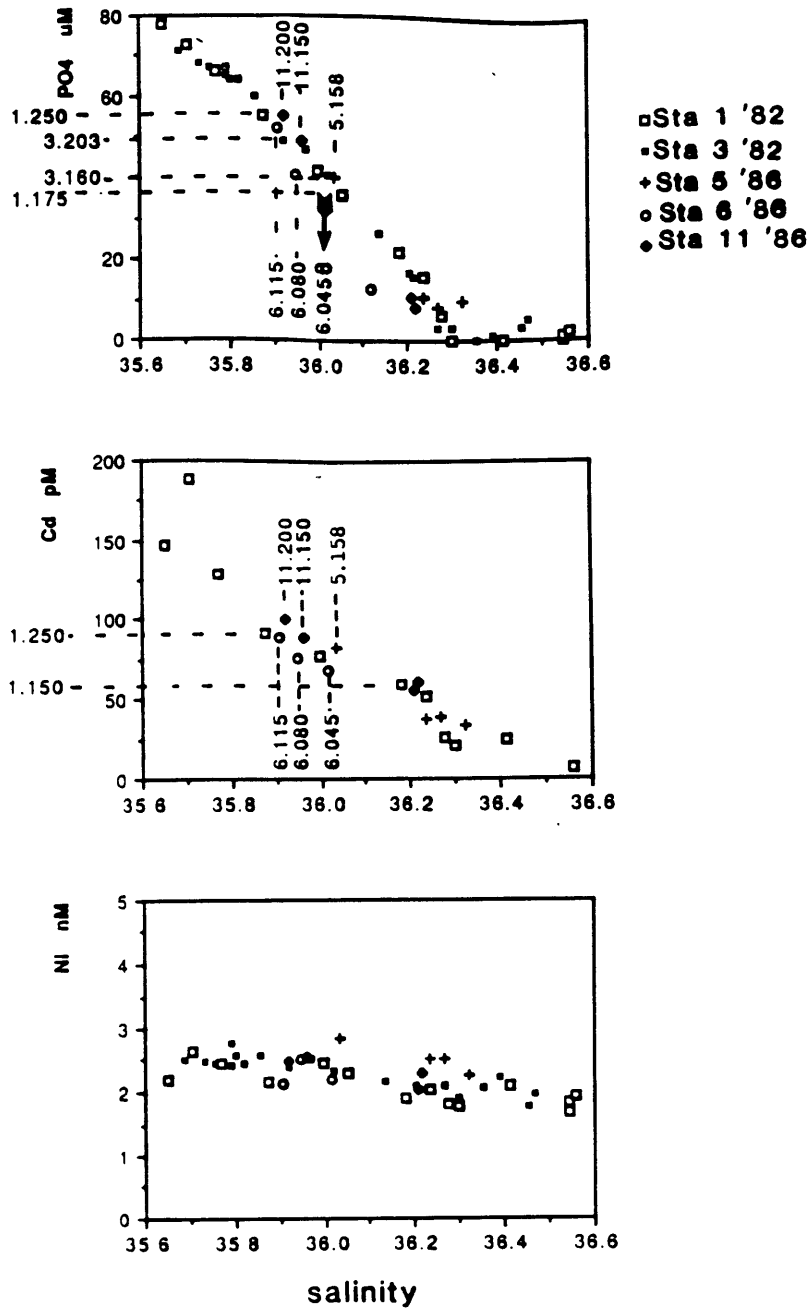 PO4 uM
80
60
40
20
0
35.6 35.8 36.0 36.2 36.4 36.6
1.250
3.203
3.160
1.175
11.200
11.150
5.158
6.115
6.080
6.0458
Sta 1 '82
Sta 3 '82
Sta 5 '86
Sta 6 '86
Sta 11 '86
Cd pM
200
150
100
50
0
35 6 35.8 36.0 36.2 36.4 36.6
1.250
1.150
11.200
11.150
5.158
6.115
6.080
6.045
Ni nM
5
4
3
2
1
0
35 6 35.8 36.0 36.2 36.4 36.6
salinity